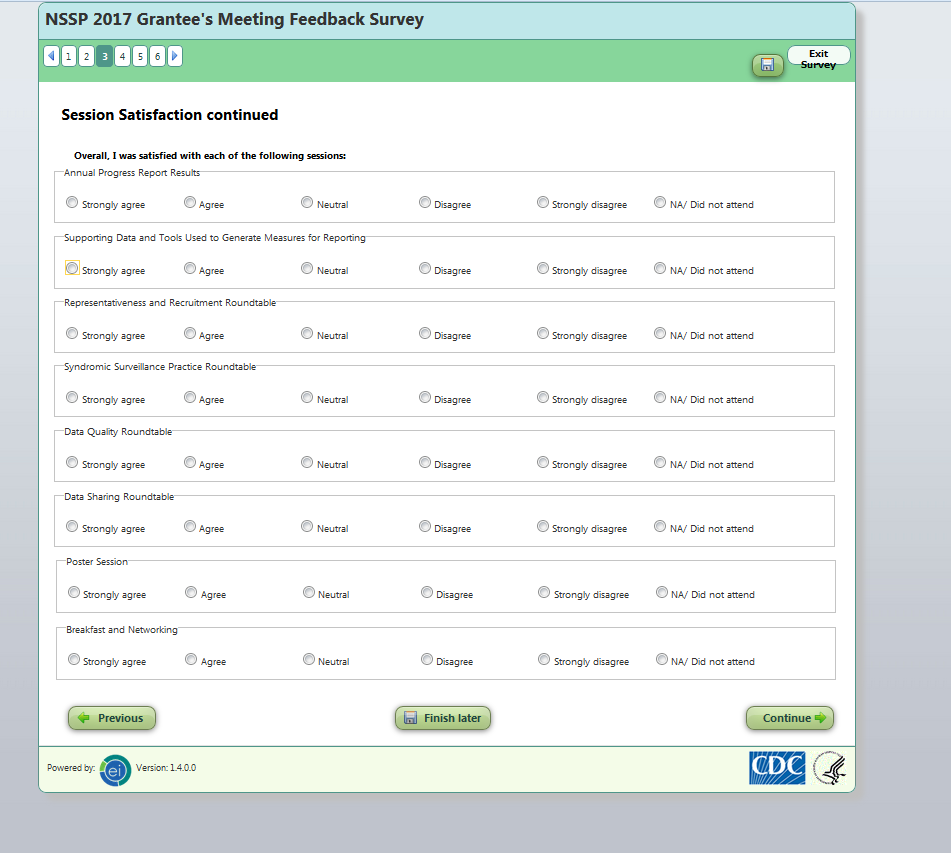 NSSP 2017 Grantee's Meeting Feedback Survey
1 2 3 4 5 6
Exit
Survey
Session Satisfaction continued
Overall, I was satisfied with each of the following sessions:
Annual Progress Report Results
Strongly agree Agree Neutral Disagree Strongly disagree NA/ Did not attend
Supporting Data and Tools Used to Generate Measures for Reporting
Strongly agree Agree Neutral Disagree Strongly disagree NA/ Did not attend
Representativeness and Recruitment Roundtable
Strongly agree Agree Neutral Disagree Strongly disagree NA/ Did not attend
Syndromic Surveillance Practice Roundtable
Strongly agree Agree Neutral Disagree Strongly disagree NA/ Did not attend
Data Quality Roundtable
Strongly agree Agree Neutral Disagree Strongly disagree NA/ Did not attend
Data Sharing Roundtable
Strongly agree Agree Neutral Disagree Strongly disagree NA/ Did not attend
Poster Session
Strongly agree Agree Neutral Disagree Strongly disagree NA/ Did not attend
Breakfast and Networking
Strongly agree Agree Neutral Disagree Strongly disagree NA/ Did not attend
Previous Finish later Continue
Powered by: ei Version: 1.4.0.0 CDC